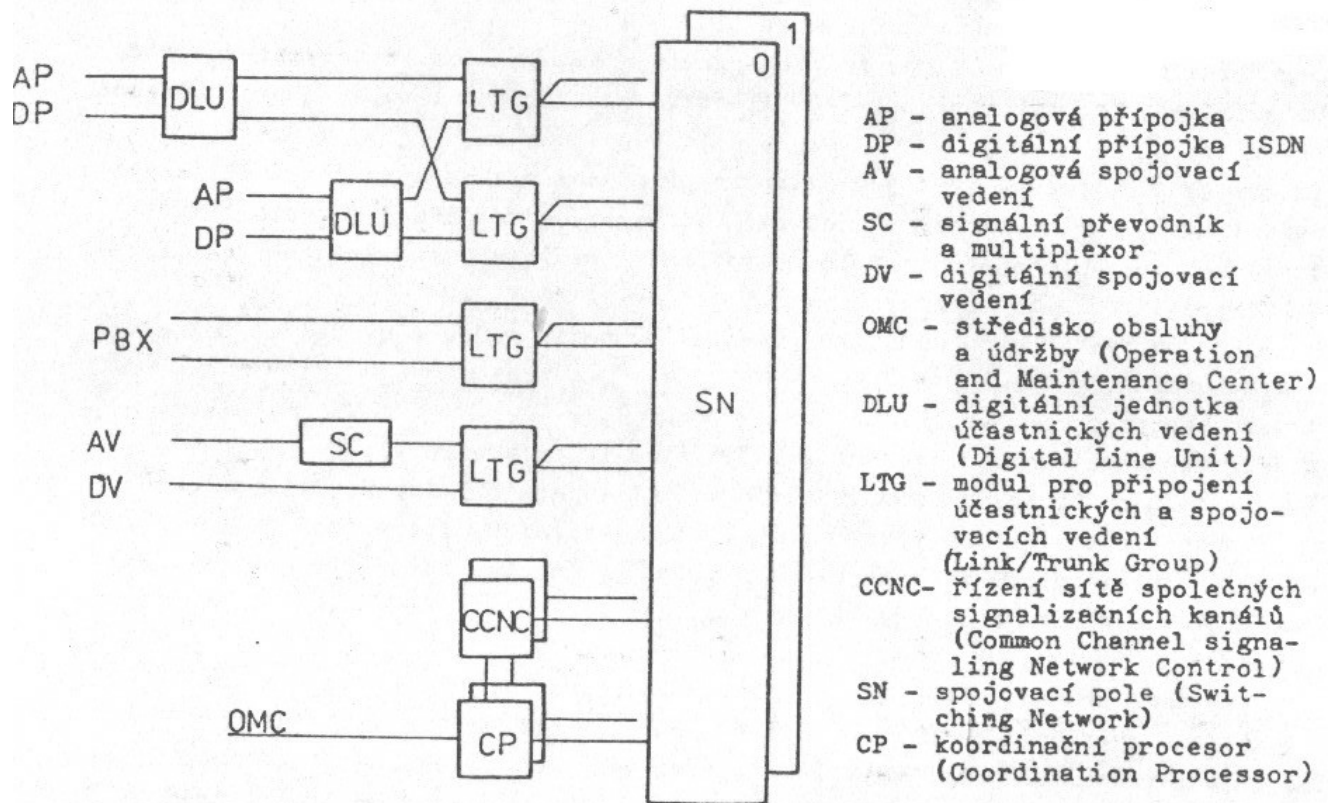 1
0
AP
DP
DLU
LTG
AP
DP
DLU
LTG
PBX
LTG
SN
AV
SC
DV
LTG
CCNC
OMC
CP
AP - analogová přípojka
DP - digitální přípojka ISDN
AV - analogová spojovací
vedení
SC - signální převodník
a multiplexor
DV - digitální spojovací
vedení
OMC - středisko obsluhy
a údržby (Operation
and Maintenance Center)
DLU - digitální jednotka
účastnických vedení
(Digital Line Unit)
LTG - modul pro připojení
účastnických a spojo-
vacích vedení
(Link/Trunk Group)
CCNC- řízení sítě společných
signalizačních kanálů
(Common Channel signa-
ling Network Control)
SN - spojovací pole (Swit-
ching Network)
CP - koordinační procesor
(Coordination Processor)